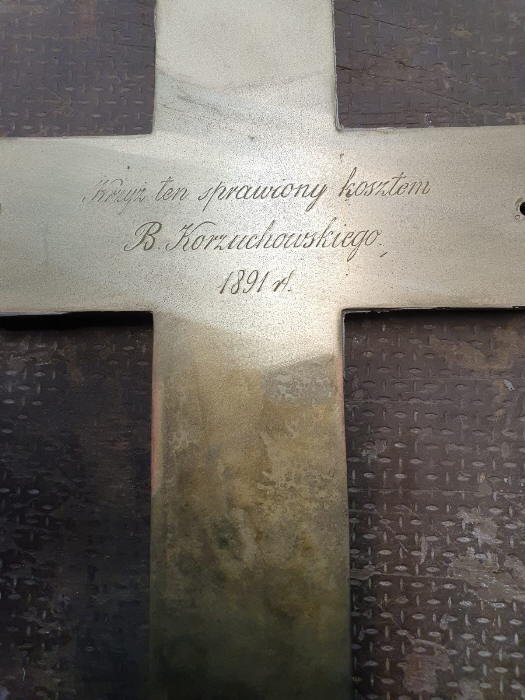 Krzyż ten sprawiony kosztem
B. Korzuchowskiego,
1891 r.